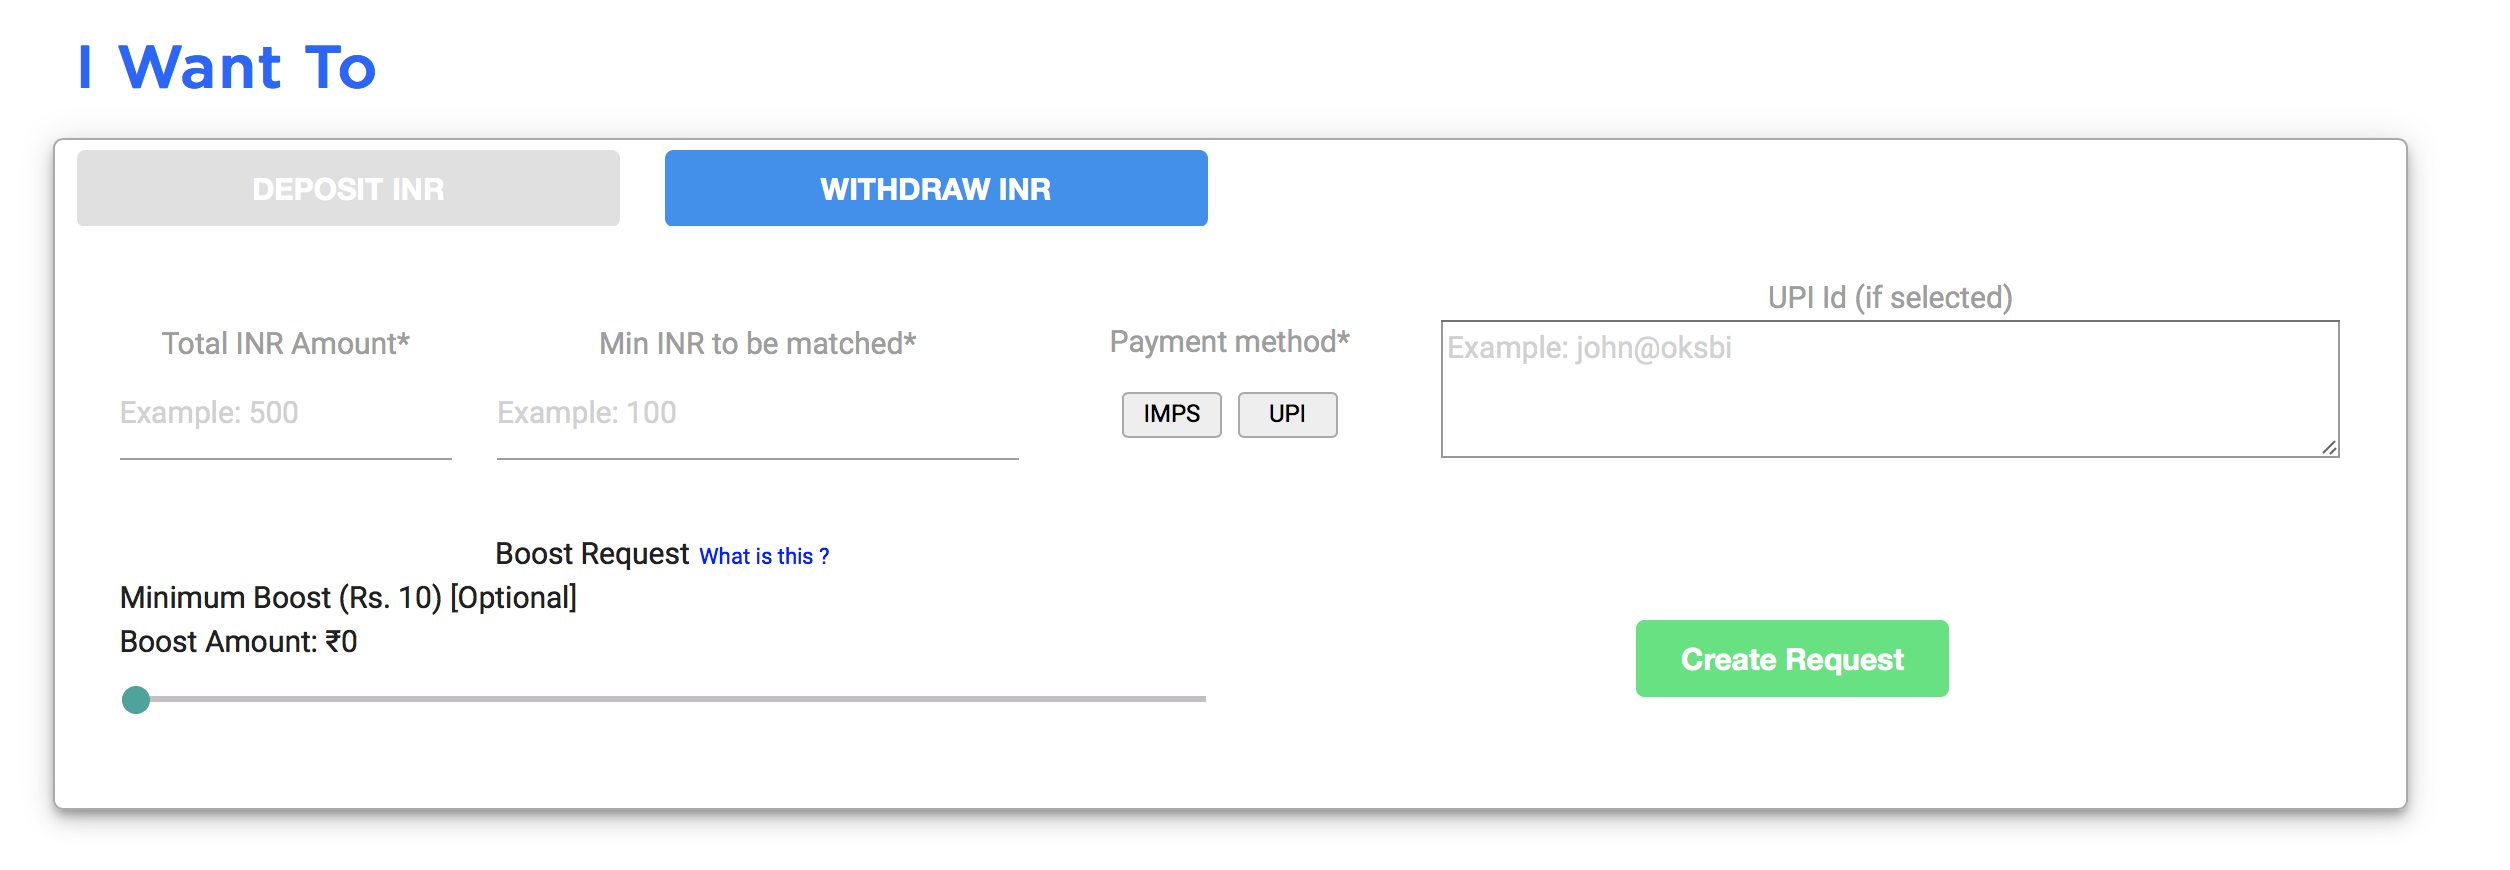 I Want To
DEPOSIT INR
WITHDRAW INR
Total INR Amount*
Example: 500
Min INR to be matched*
Example: 100
Payment method*
IMPS
UPI
UPI Id (if selected)
Example: john@oksbi
Boost Request What is this ?
Minimum Boost (Rs. 10) [Optional]
Boost Amount: ₹0
Create Request